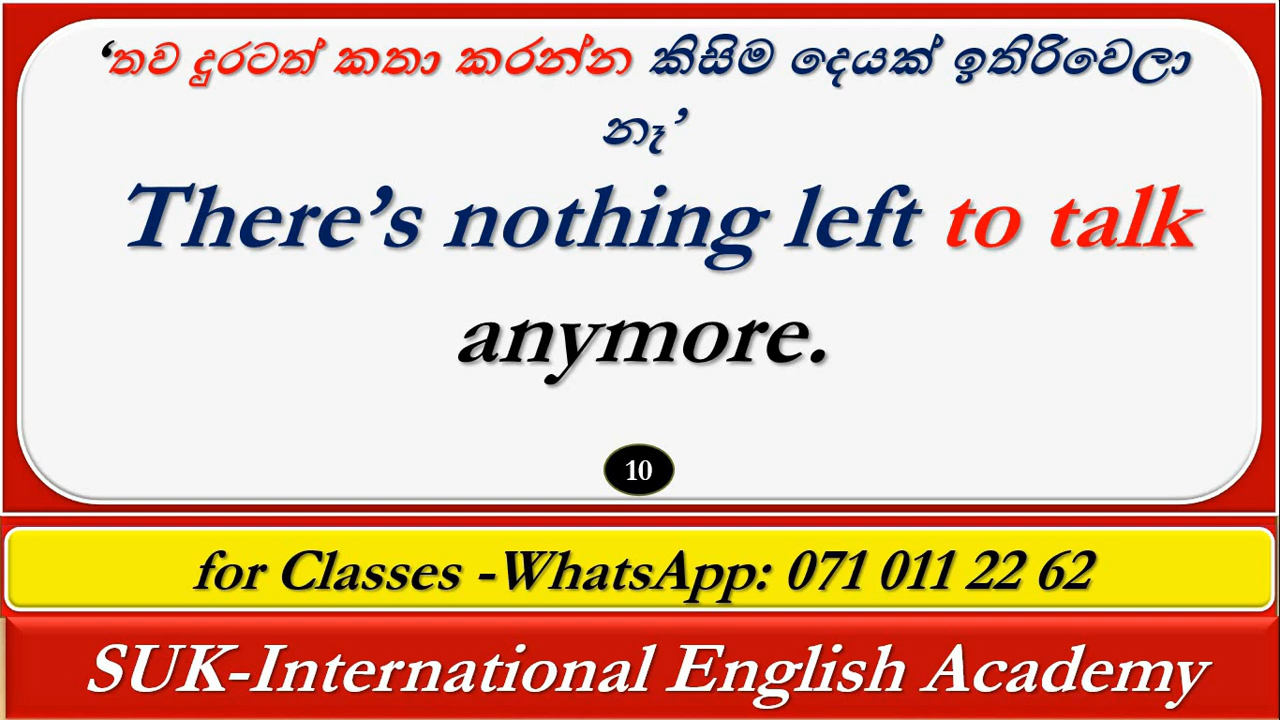 ‘තව දුරටත් කතා කරන්න කිසිම දෙයක් ඉතිරිවෙලා
නෑ’
There’s nothing left to talk
anymore.
10
for Classes -WhatsApp: 071 011 22 62
SUK-International English Academy